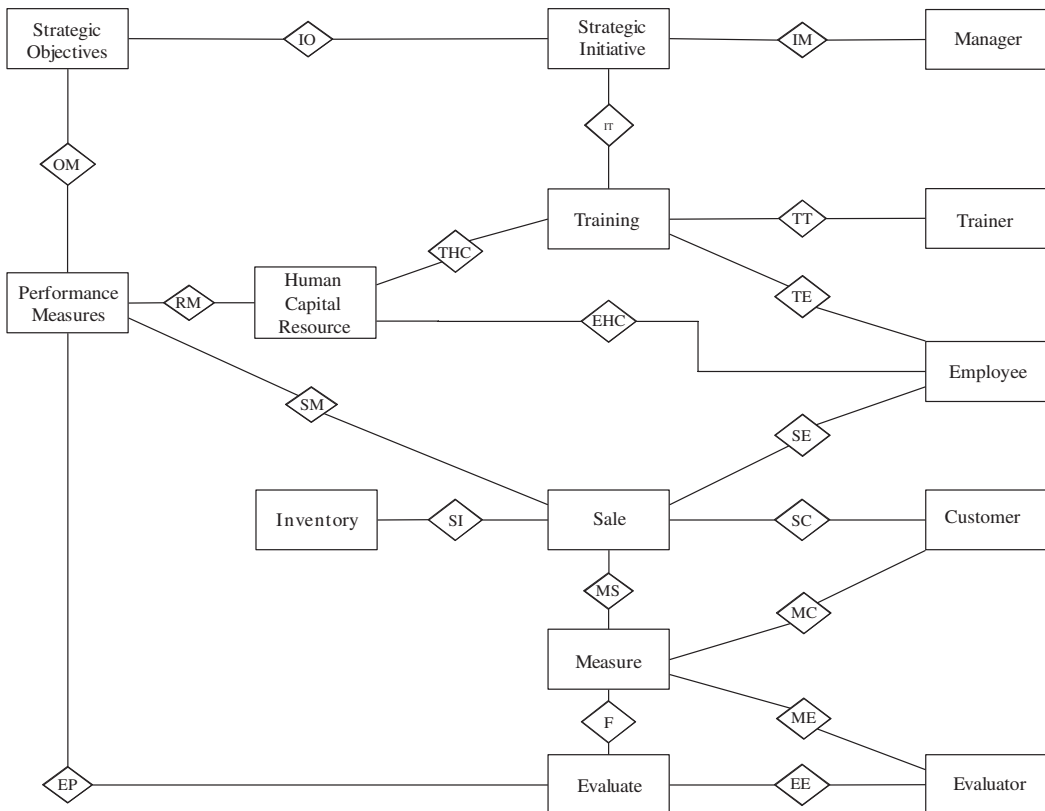 Strategic
Objectives
IO
Strategic
Initiative
IM
Manager
IT
OM
Training
TT
Trainer
THC
Performance
Measures
RM
Human
Capital
Resource
TE
EHC
Employee
SM
SE
Inventory
SI
Sale
SC
Customer
MS
MC
Measure
F
ME
EP
Evaluate
EE
Evaluator